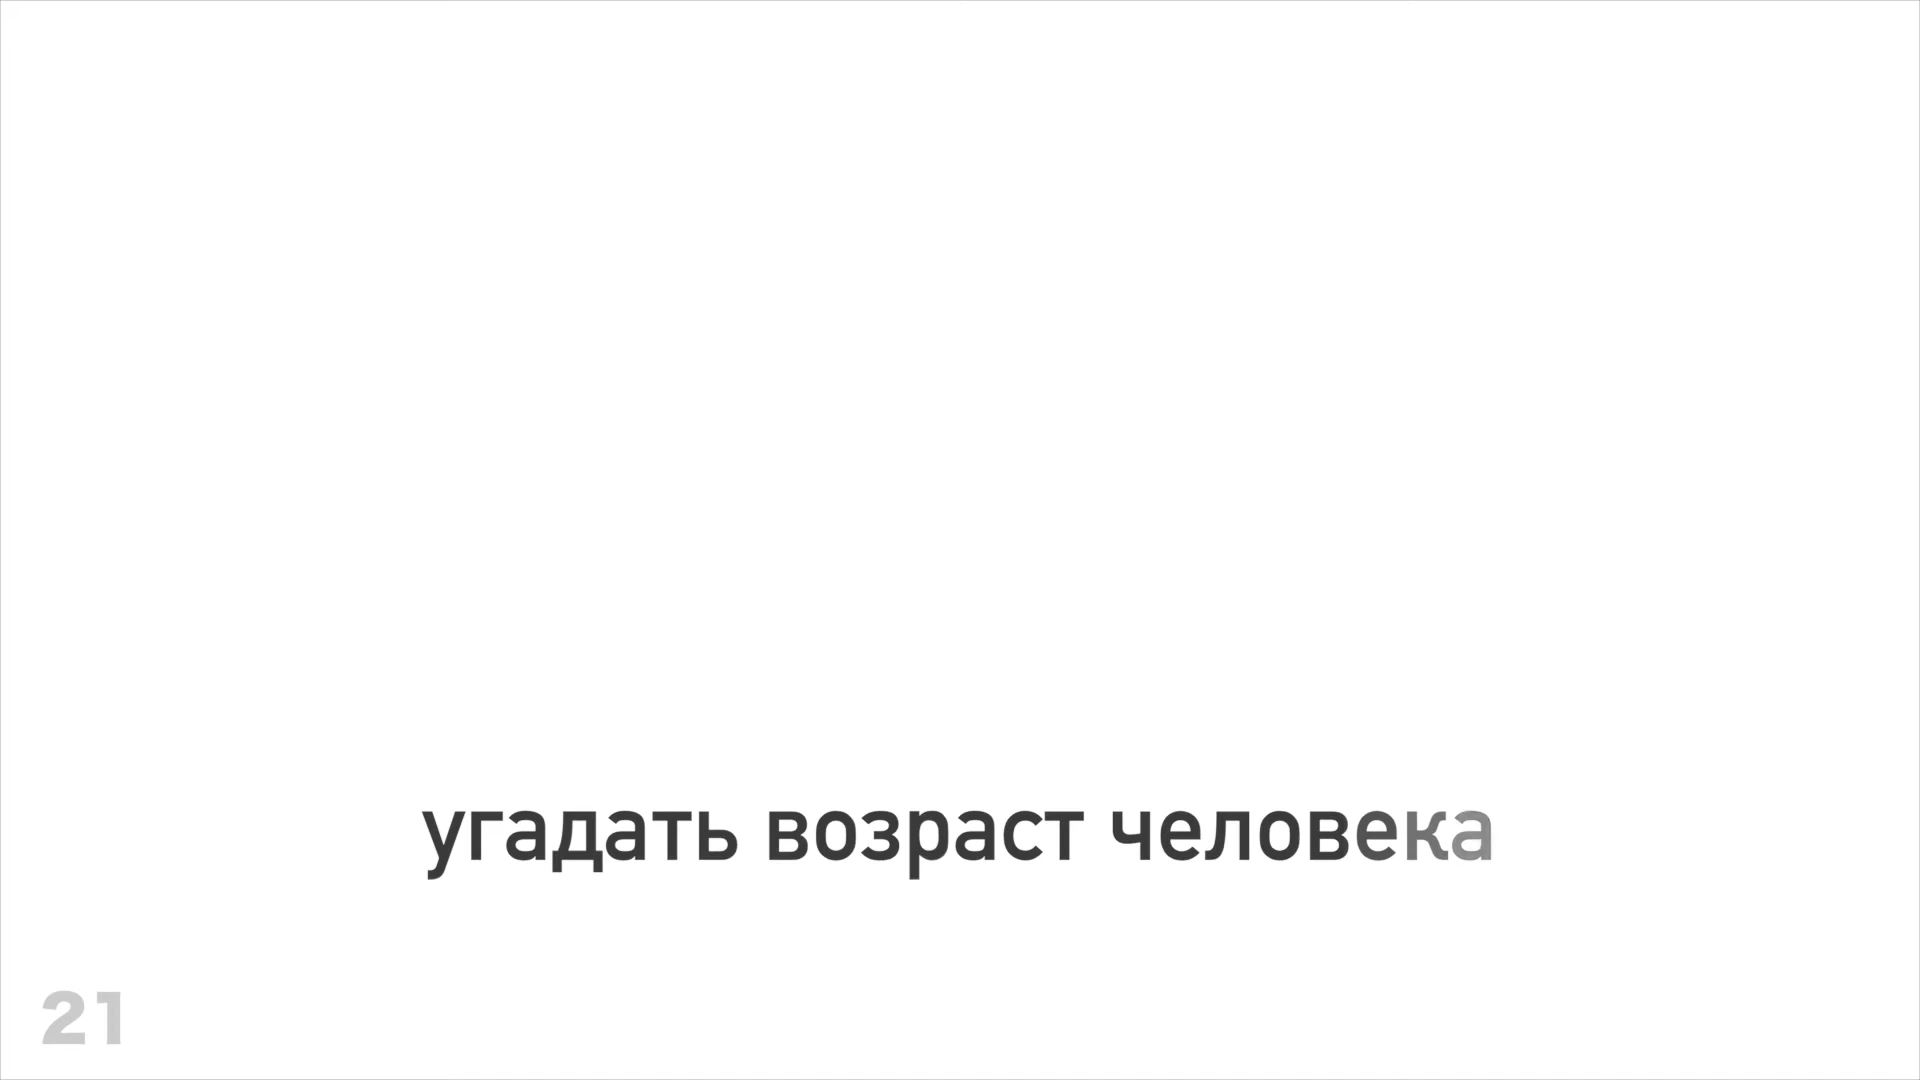 угадать возраст человека
21